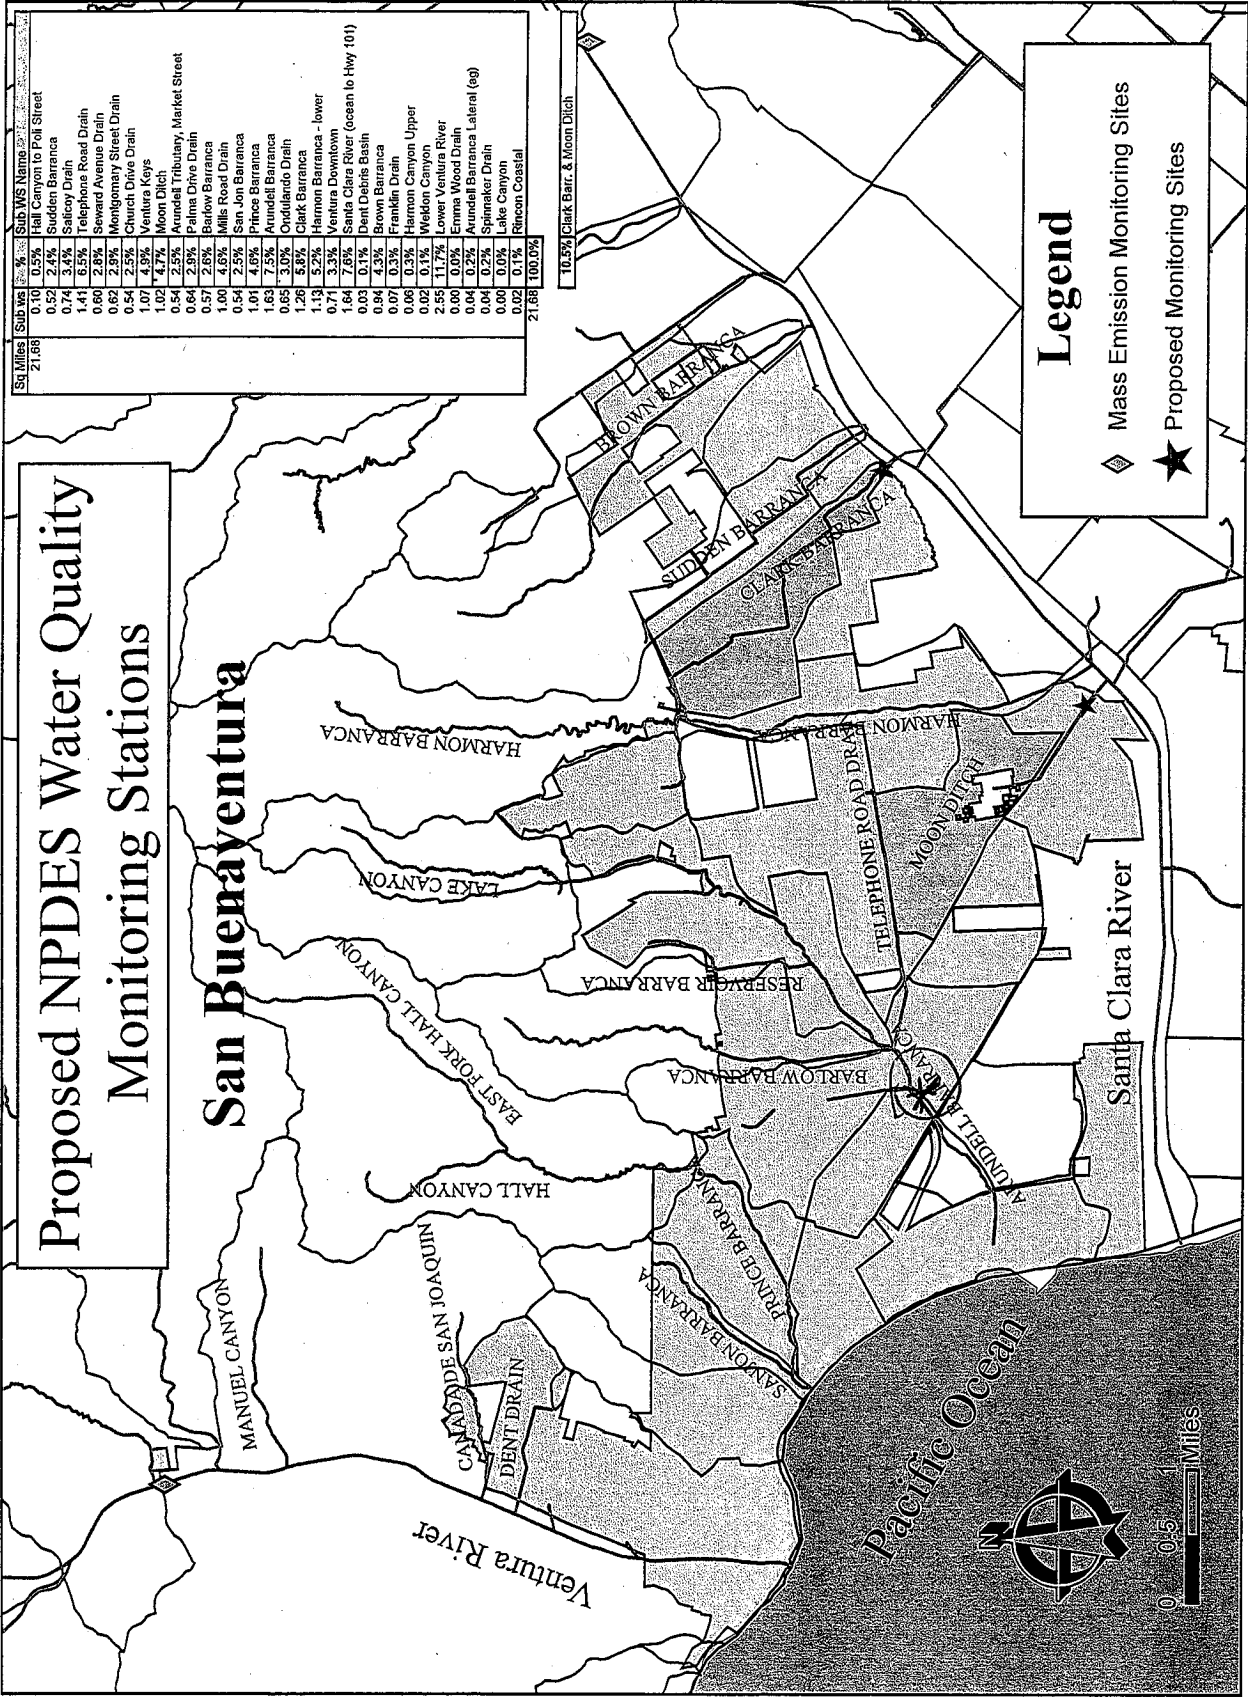 Proposed NPDES Water Quality
Monitoring Stations
San Buenaventura
Sq Miles Sub Ws % Sub WS Name
21.68 0.10 0.5% Hall Canyon to Poli Street
0.52 2.4% Sudden Barranca
0.74 3.4% Saticoy Drain
1.41 6.5% Telephone Road Drain
0.60 2.8% Seward Avenue Drain
0.62 2.9% Montgomary Street Drain
0.54 2.5% Church Drive Drain
1.07 4.9% Ventura Keys
1.02 4.7% Moon Ditch
0.54 2.5% Arundell Tributary, Market Street
0.64 2.9% Palma Drive Drain
0.57 2.6% Barlow Barranca
1.00 4.6% Mills Road Drain
0.54 2.5% San Jon Barranca
1.01 4.6% Prince Barranca
1.63 7.5% Arundell Barranca
0.65 3.0% Ondulando Drain
1.26 5.8% Clark Barranca
1.13 5.2% Harmon Barranca - lower
0.71 3.3% Ventura Downtown
1.64 7.6% Santa Clara River (ocean to Hwy 101)
0.03 0.1% Dent Debris Basin
0.94 4.3% Brown Barranca
0.07 0.3% Franklin Drain
0.06 0.3% Harmon Canyon Upper
0.02 0.1% Weldon Canyon
2.55 11.7% Lower Ventura River
0.00 0.0% Emma Wood Drain
0.04 0.2% Arundell Barranca Lateral (ag)
0.04 0.2% Spinnaker Drain
0.00 0.0% Lake Canyon
0.02 0.1% Rincon Coastal
21.68 100.0%
10.5% Clark Barr. & Moon Ditch
MANUEL CANYON
CANADA DE SAN JOAQUIN
DENT DRAIN
Ventura River
HALL CANYON
EAST FORK HALL CANYON
LAKE CANYON
HARMON BARRANCA
RESERVOIR BARRANCA
BARLOW BARRANCA
PRINCE BARRANCA
SANJON BARRANCA
ARUNDELL BARRANCA
TELEPHONE ROAD DRAIN
MOON DITCH
HARMON BARRANCA
CLARK BARRANCA
SUDDEN BARRANCA
BROWN BARRANCA
Santa Clara River
Pacific Ocean
N
0 0.5 1
Miles
Legend
Mass Emission Monitoring Sites
Proposed Monitoring Sites